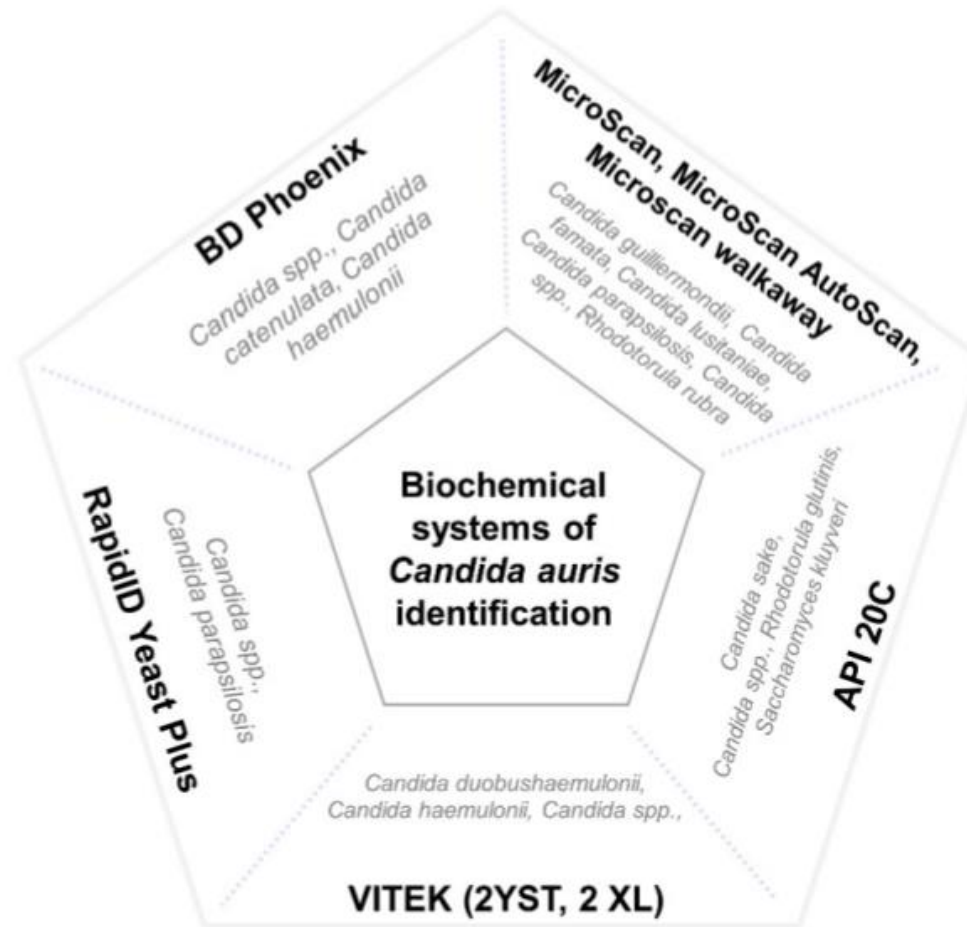 MicroScan, MicroScan AutoScan,
Microscan walkaway
Candida guilliermondii, Candida
famata, Candida lusitaniae,
Candida parapsilosis, Candida
spp., Rhodotorula rubra
BD Phoenix
Candida spp., Candida
catenulata, Candida
haemulonii
Biochemical
systems of
Candida auris
identification
RapidID Yeast Plus
Candida spp.,
Candida parapsilosis
Candida sake,
Candida spp., Rhodotorula glutinis,
Saccharomyces kluyveri
API 20C
Candida duobushaemulonii,
Candida haemulonii, Candida spp.,
VITEK (2YST, 2 XL)